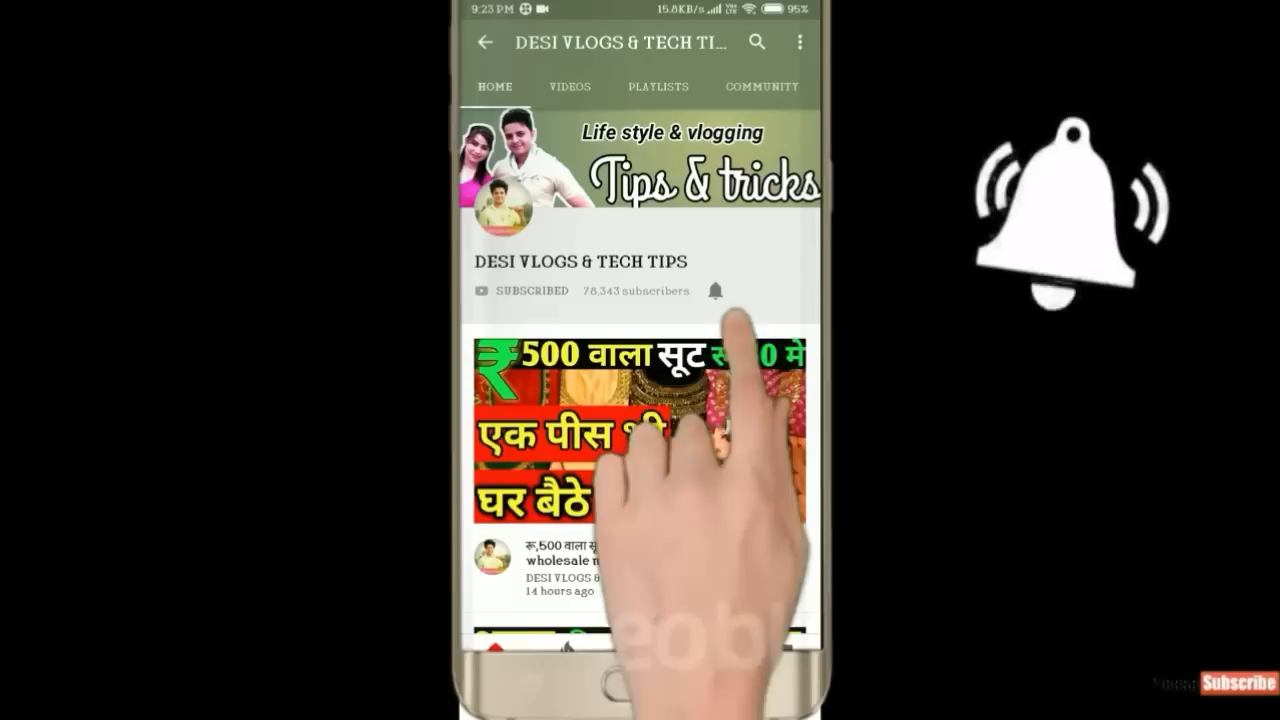 9:23 PM 15.8KB/s 95%
DESI VLOGS & TECH TI...
HOME VIDEOS PLAYLISTS COMMUNITY
Life style & vlogging
Tips & tricks
DESI VLOGS & TECH TIPS
SUBSCRIBED 78,343 subscribers
₹500 वाला सूट 0 में
एक पीस भी
घर बैठे
रू,500 वाला
wholesale
DESI VLOGS &
14 hours ago
Subscribe